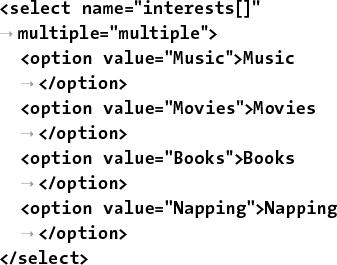 <select name="interests[]"
→ multiple="multiple">
<option value="Music">Music
→ </option>
<option value="Movies">Movies
→ </option>
<option value="Books">Books
→ </option>
<option value="Napping">Napping
→ </option>
</select>